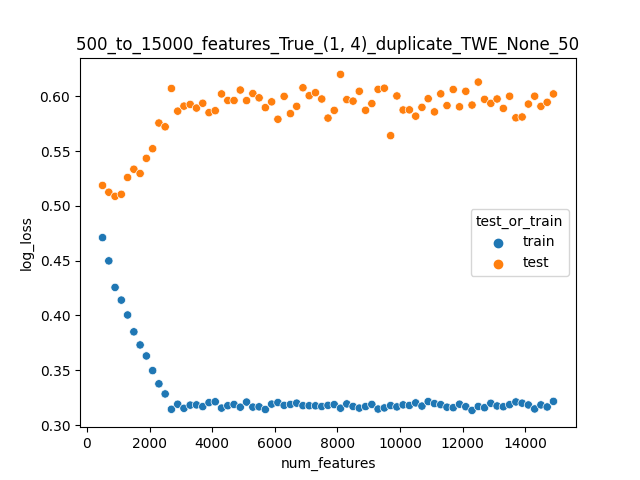 500_to_15000_features_True_(1, 4)_duplicate_TWE_None_50
0.60
0.55
0.50
0.45
0.40
0.35
0.30
log_loss
test_or_train
train
test
0
2000
4000
6000
8000
10000
12000
14000
num_features